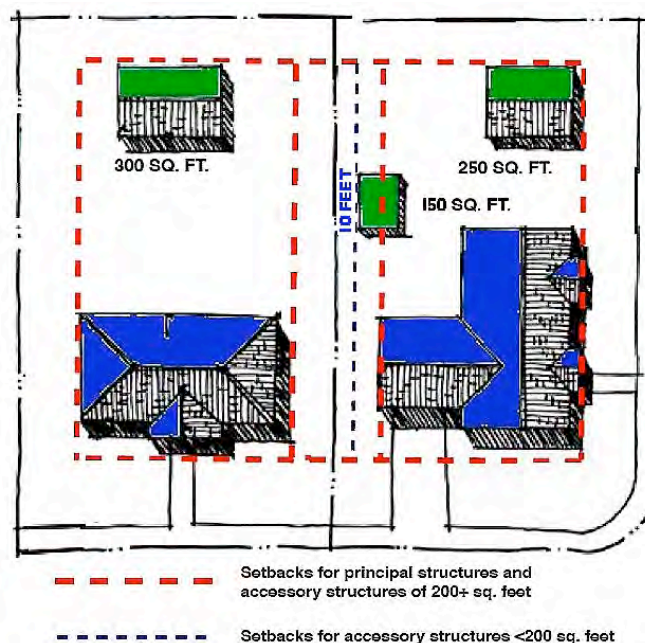 300 SQ. FT.
250 SQ. FT.
10 FEET
150 SQ. FT.
Setbacks for principal structures and
accessory structures of 200+ sq. feet
Setbacks for accessory structures <200 sq. feet